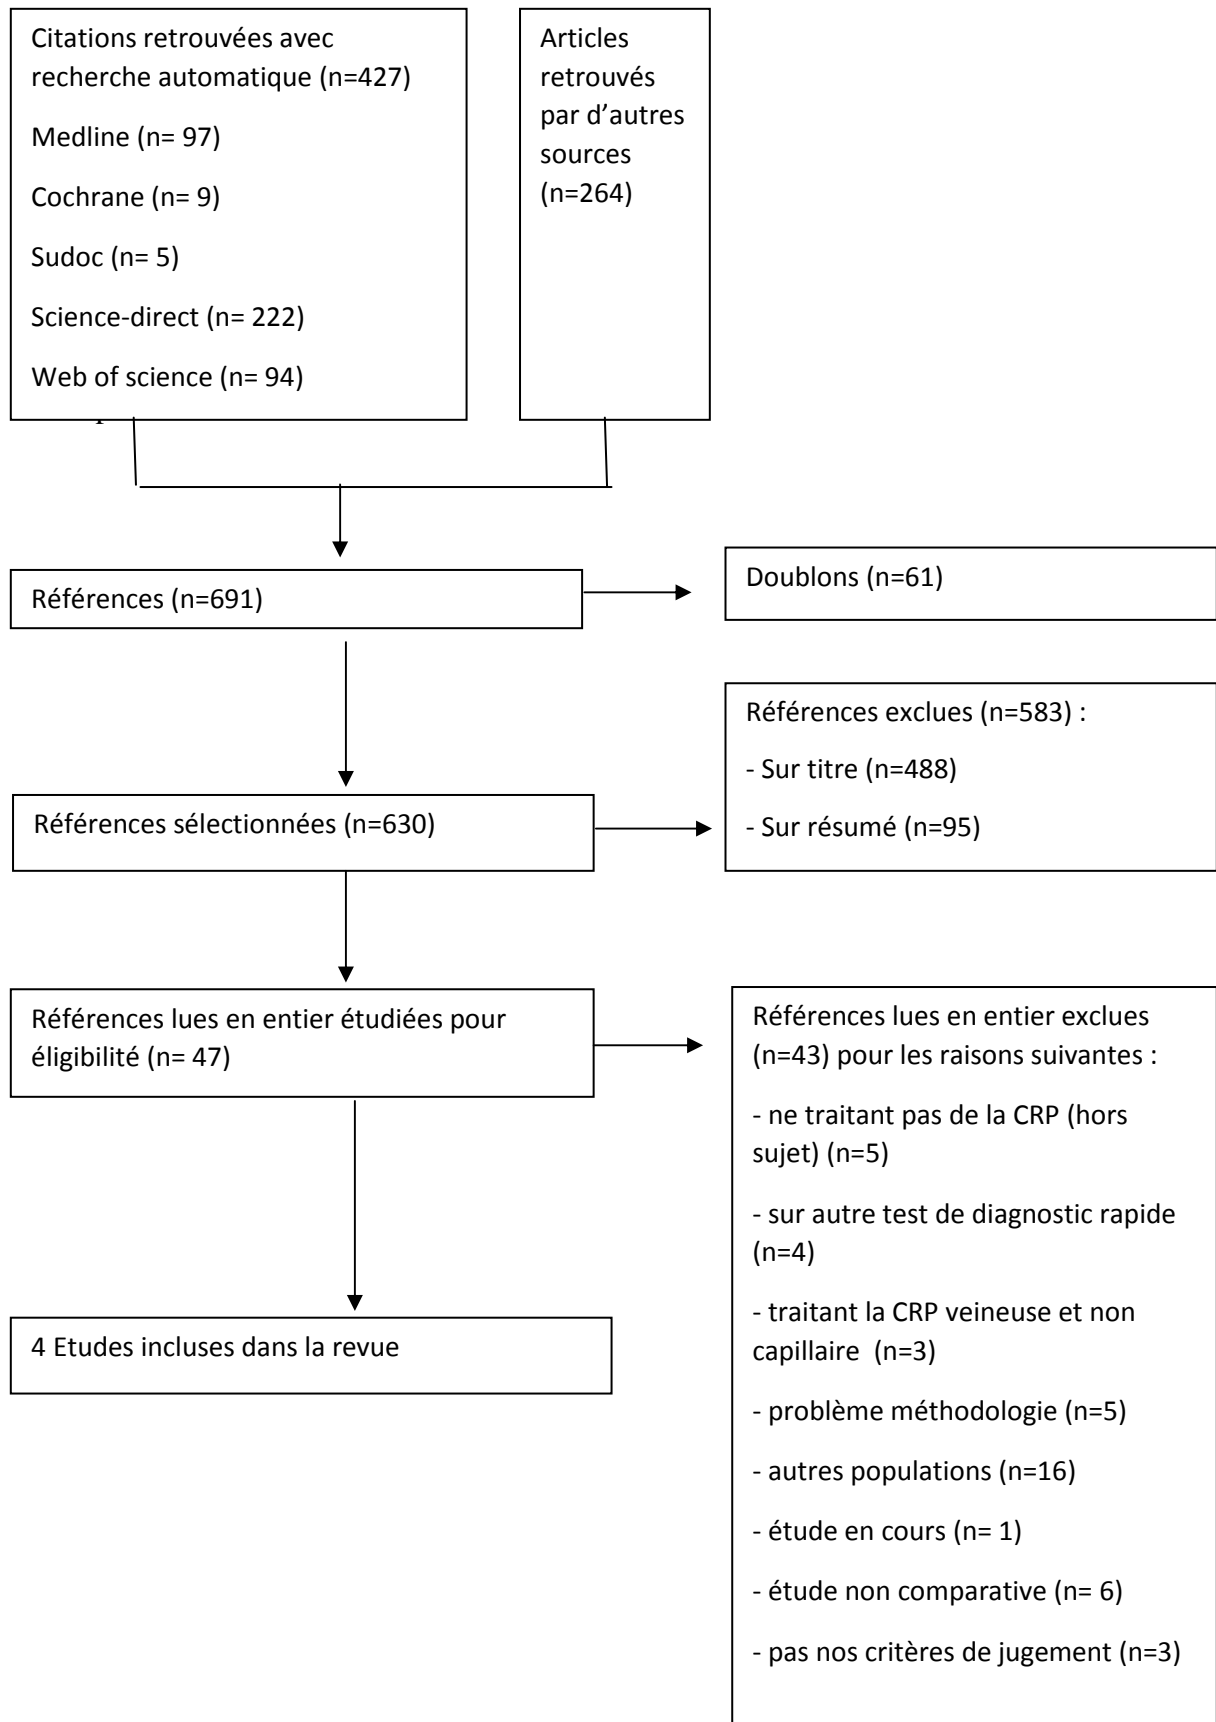 Citations retrouvées avec
recherche automatique (n=427)
Medline (n= 97)
Cochrane (n= 9)
Sudoc (n= 5)
Science-direct (n= 222)
Web of science (n= 94)
Articles
retrouvés
par d’autres
sources
(n=264)
Références (n=691)
Doublons (n=61)
Références exclues (n=583) :
- Sur titre (n=488)
- Sur résumé (n=95)
Références sélectionnées (n=630)
Références lues en entier étudiées pour
éligibilité (n= 47)
Références lues en entier exclues
(n=43) pour les raisons suivantes :
- ne traitant pas de la CRP (hors
sujet) (n=5)
- sur autre test de diagnostic rapide
(n=4)
- traitant la CRP veineuse et non
capillaire  (n=3)
- problème méthodologie (n=5)
- autres populations (n=16)
- étude en cours (n= 1)
- étude non comparative (n= 6)
- pas nos critères de jugement (n=3)
4 Etudes incluses dans la revue